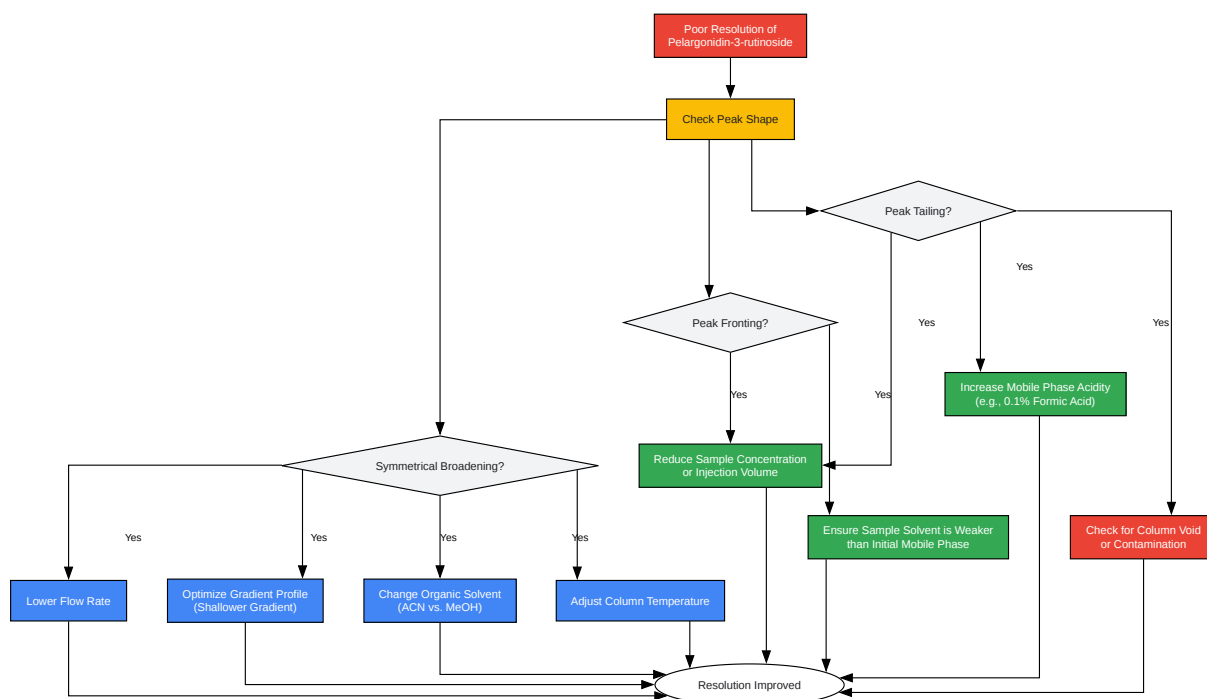 Poor Resolution of
Pelargonidin-3-rutinoside
Check Peak Shape
Peak Tailing?
Yes
Peak Fronting?
Yes
Yes
Increase Mobile Phase Acidity
(e.g., 0.1% Formic Acid)
Yes
Yes
Reduce Sample Concentration
or Injection Volume
Symmetrical Broadening?
Ensure Sample Solvent is Weaker
than Initial Mobile Phase
Check for Column Void
or Contamination
Yes
Yes
Yes
Yes
Lower Flow Rate
Optimize Gradient Profile
(Shallower Gradient)
Change Organic Solvent
(ACN vs. MeOH)
Adjust Column Temperature
Resolution Improved